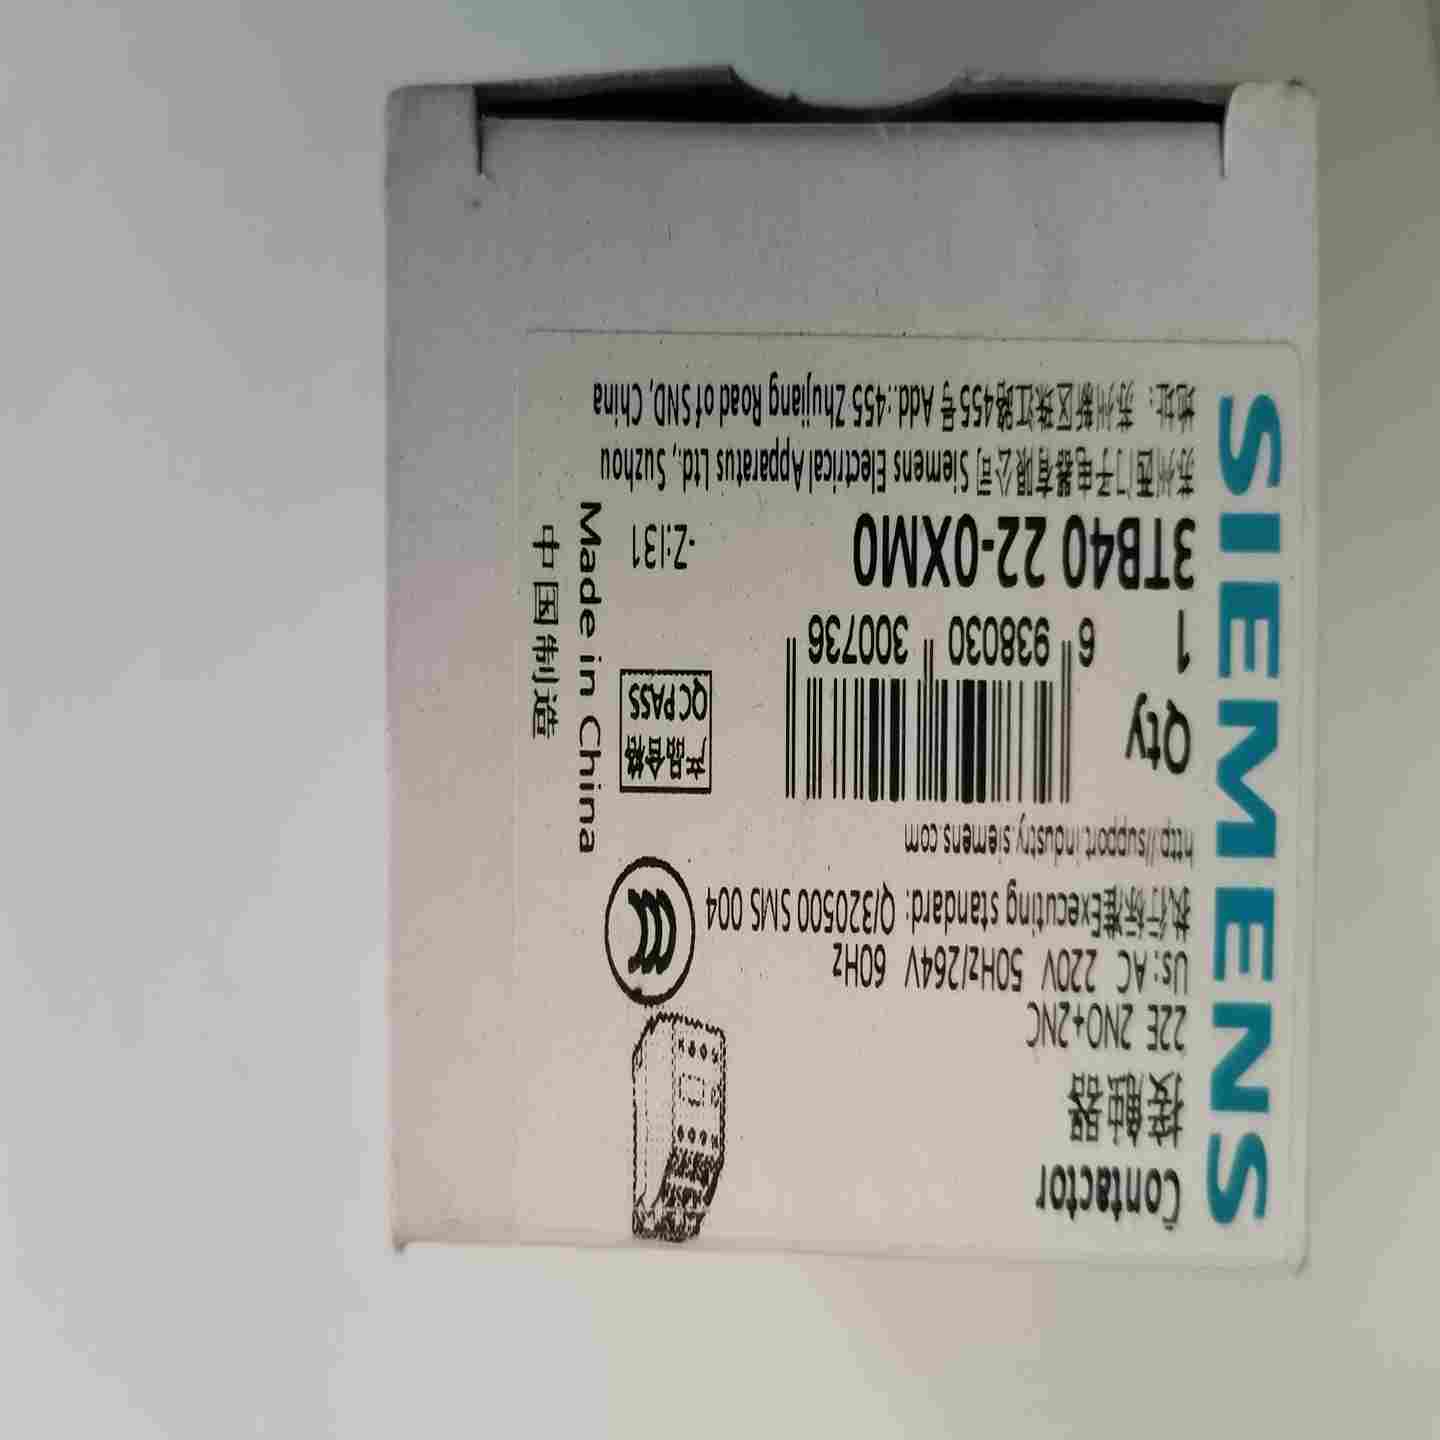 SIEMENS
地址：苏州新区珠江路455号 Add.:455 Zhujiang Road of SND, China
苏州西门子电器有限公司 Siemens Electrical Apparatus Ltd., Suzhou
3TB40 22-0XM0
-Z:I31
1
Qty
6 938030 300736
产品合格
QC PASS
http://support.industry.siemens.com
执行标准Executing standard: Q/320500 SMS 004
Us: AC 220V 50Hz/264V 60Hz
22E 2NO+2NC
接触器
Contactor
CCC
Made in China
中国制造